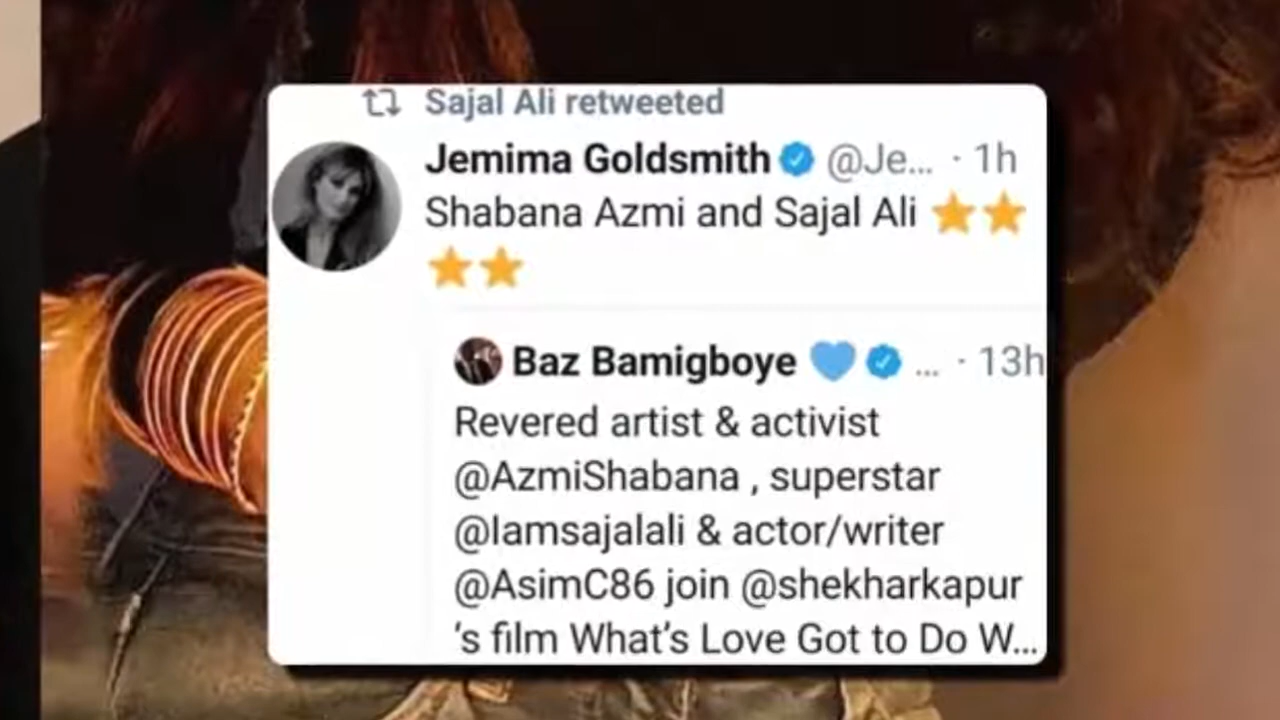 Sajal Ali retweeted
Jemima Goldsmith @Je... · 1h
Shabana Azmi and Sajal Ali ⭐⭐
⭐⭐
Baz Bamigboye 💙 ... · 13h
Revered artist & activist
@AzmiShabana , superstar
@Iamsajalali & actor/writer
@AsimC86 join @shekharkapur
‘s film What’s Love Got to Do W...